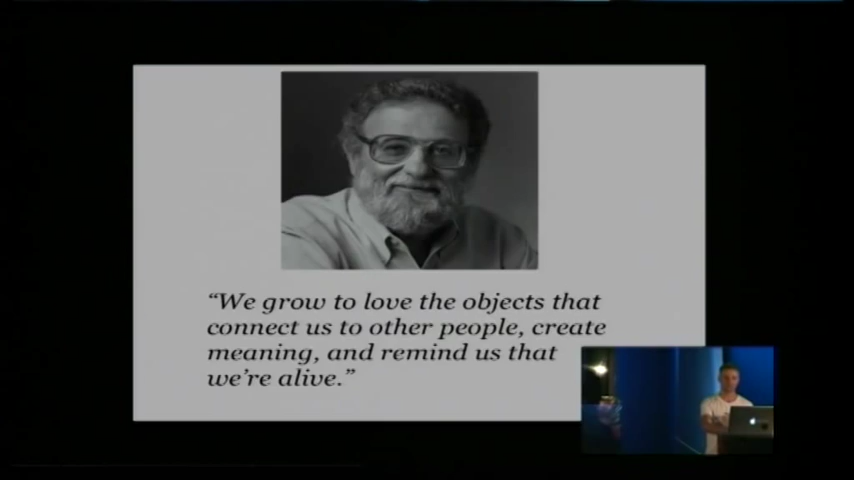 “We grow to love the objects that
connect us to other people, create
meaning, and remind us that
we’re alive.”